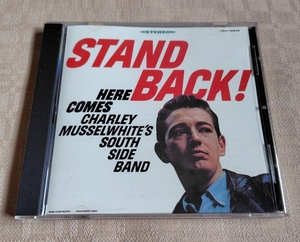 STEREO
STAND
BACK!
HERE
COMES
CHARLEY
MUSSELWHITE'S
SOUTH
SIDE
BAND